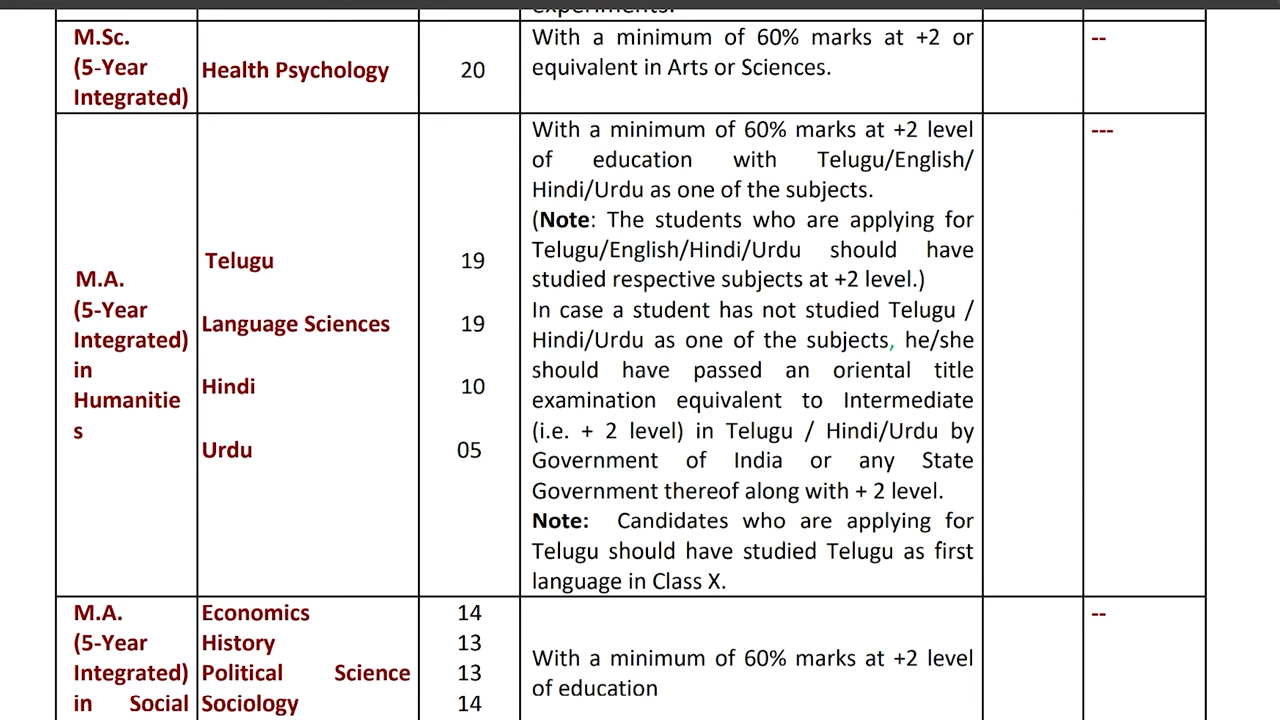 experiments.
M.Sc.
(5-Year
Integrated)
Health Psychology
20
With a minimum of 60% marks at +2 or
equivalent in Arts or Sciences.
--
M.A.
(5-Year
Integrated)
in
Humanitie
s
Telugu
Language Sciences
Hindi
Urdu
19
19
10
05
With a minimum of 60% marks at +2 level
of education with Telugu/English/
Hindi/Urdu as one of the subjects.
(Note: The students who are applying for
Telugu/English/Hindi/Urdu should have
studied respective subjects at +2 level.)
In case a student has not studied Telugu /
Hindi/Urdu as one of the subjects, he/she
should have passed an oriental title
examination equivalent to Intermediate
(i.e. + 2 level) in Telugu / Hindi/Urdu by
Government of India or any State
Government thereof along with + 2 level.
Note: Candidates who are applying for
Telugu should have studied Telugu as first
language in Class X.
---
M.A.
(5-Year
Integrated)
in Social
Economics
History
Political Science
Sociology
14
13
13
14
With a minimum of 60% marks at +2 level
of education
--